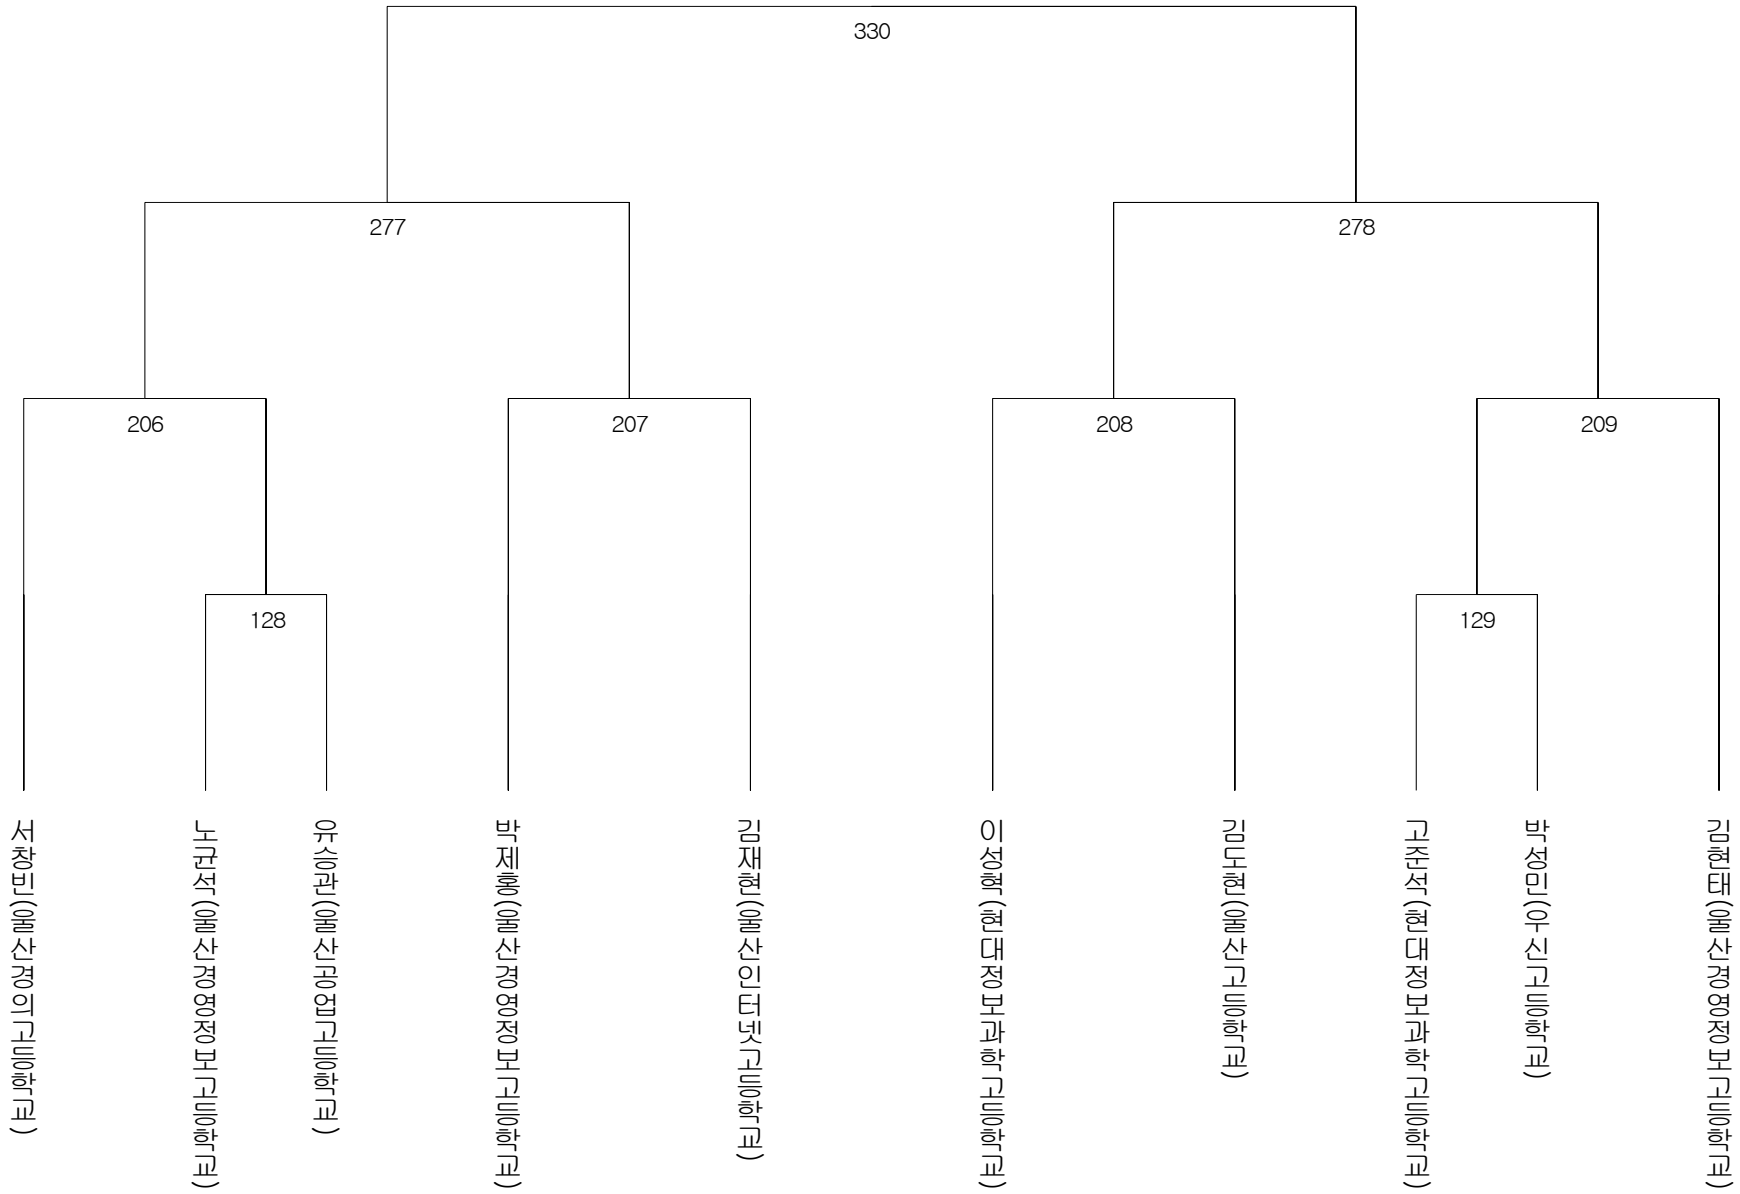 330
277
278
206
207
208
209
128
129
서창빈(울산경의고등학교)
노균석(울산경영정보고등학교)
유승관(울산공업고등학교)
박제홍(울산경영정보고등학교)
김재현(울산인터넷고등학교)
이성혁(현대정보과학고등학교)
김도현(울산고등학교)
고준석(현대정보과학고등학교)
박성민(우신고등학교)
김현태(울산경영정보고등학교)